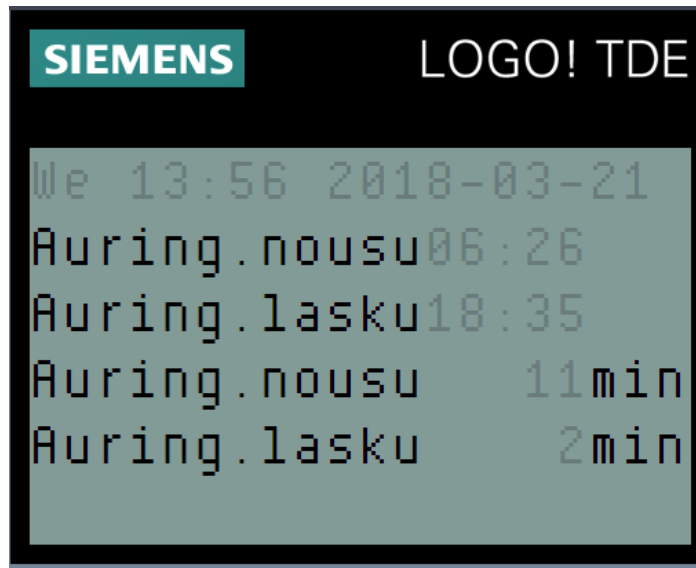 SIEMENS LOGO! TDE
We 13:56 2018-03-21
Auring.nousu06:26
Auring.lasku18:35
Auring.nousu 11min
Auring.lasku 2min